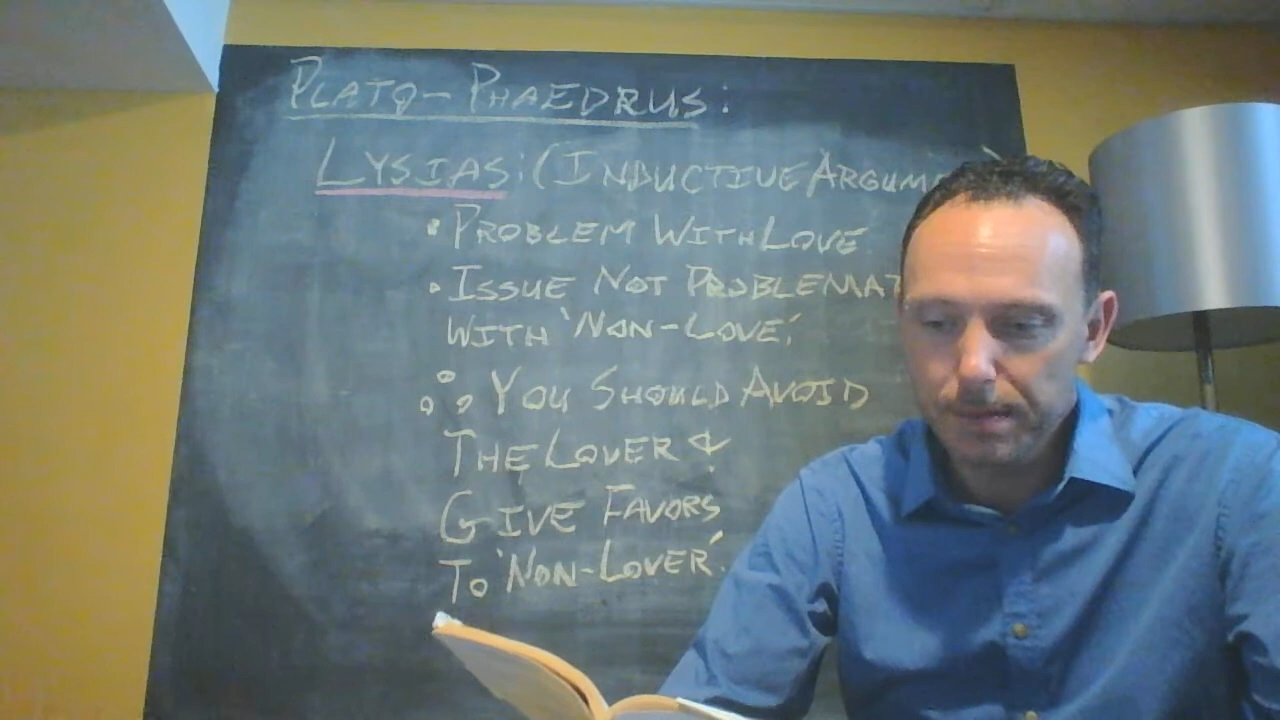 PLATO - PHAEDRUS:
LYSIAS: (INDUCTIVE
• PROBLEM WITH LOVE
• ISSUE NOT
WITH 'NON-LOVE'
∴ YOU SHOULD AVOID
THE LOVER &
GIVE FAVORS
TO 'NON-LOVER'.